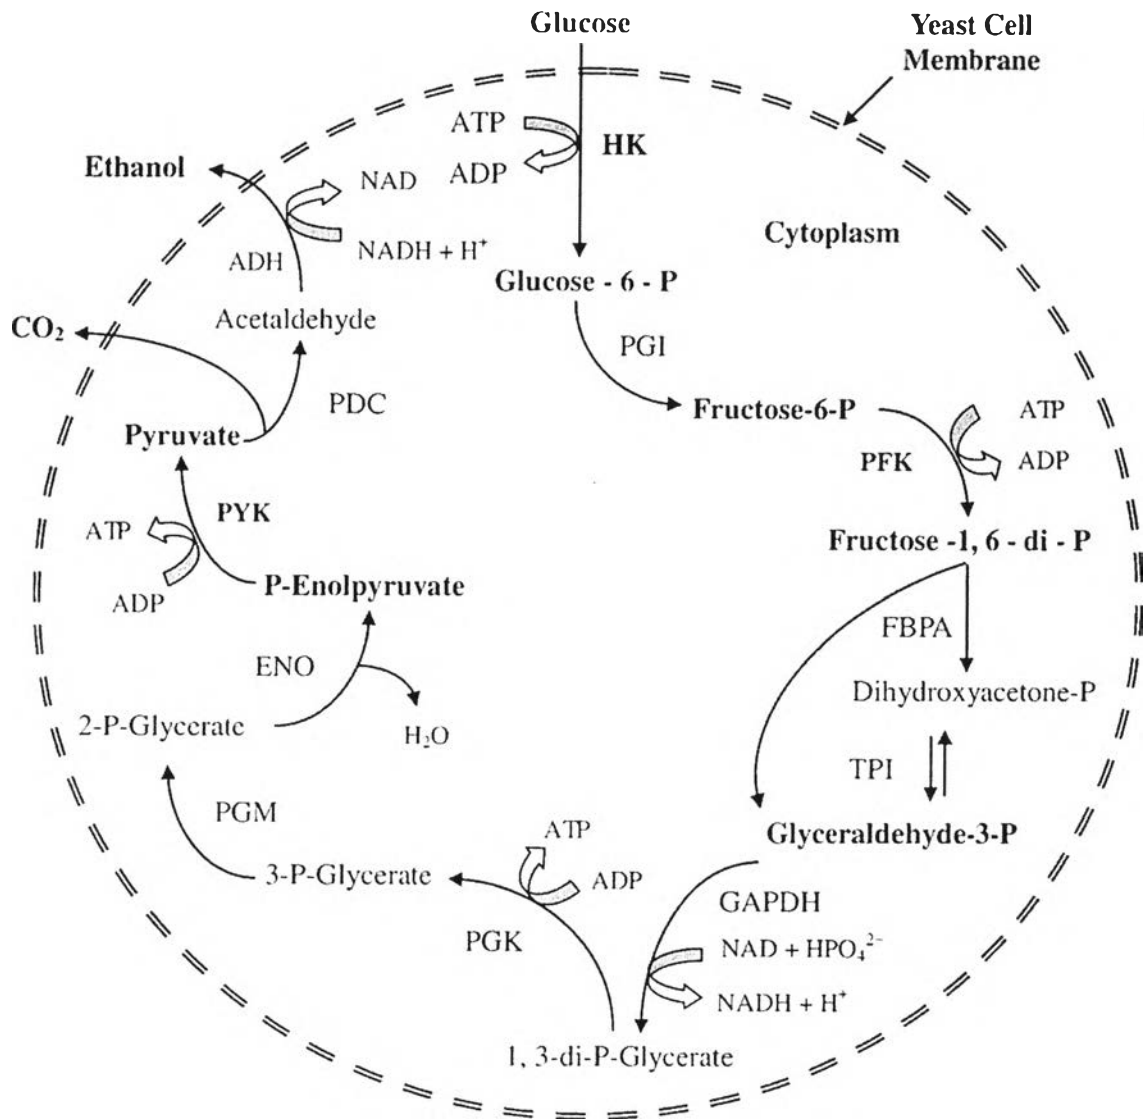 Glucose
Yeast Cell
Membrane
ATP
HK
ADP
Ethanol
NAD
NADH + H⁺
ADH
Cytoplasm
Glucose - 6 - P
Acetaldehyde
CO₂
PGI
PDC
Fructose-6-P
ATP
Pyruvate
PFK
ADP
PYK
ATP
Fructose -1, 6 - di - P
P-Enolpyruvate
ADP
FBPA
ENO
Dihydroxyacetone-P
2-P-Glycerate
H₂O
TPI
PGM
ATP
Glyceraldehyde-3-P
3-P-Glycerate
ADP
GAPDH
PGK
NAD + HPO₄²⁻
NADH + H⁺
1, 3-di-P-Glycerate